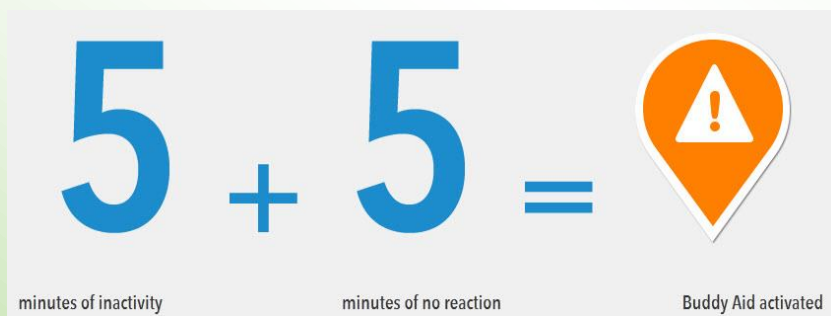 5 + 5 =
minutes of inactivity minutes of no reaction Buddy Aid activated